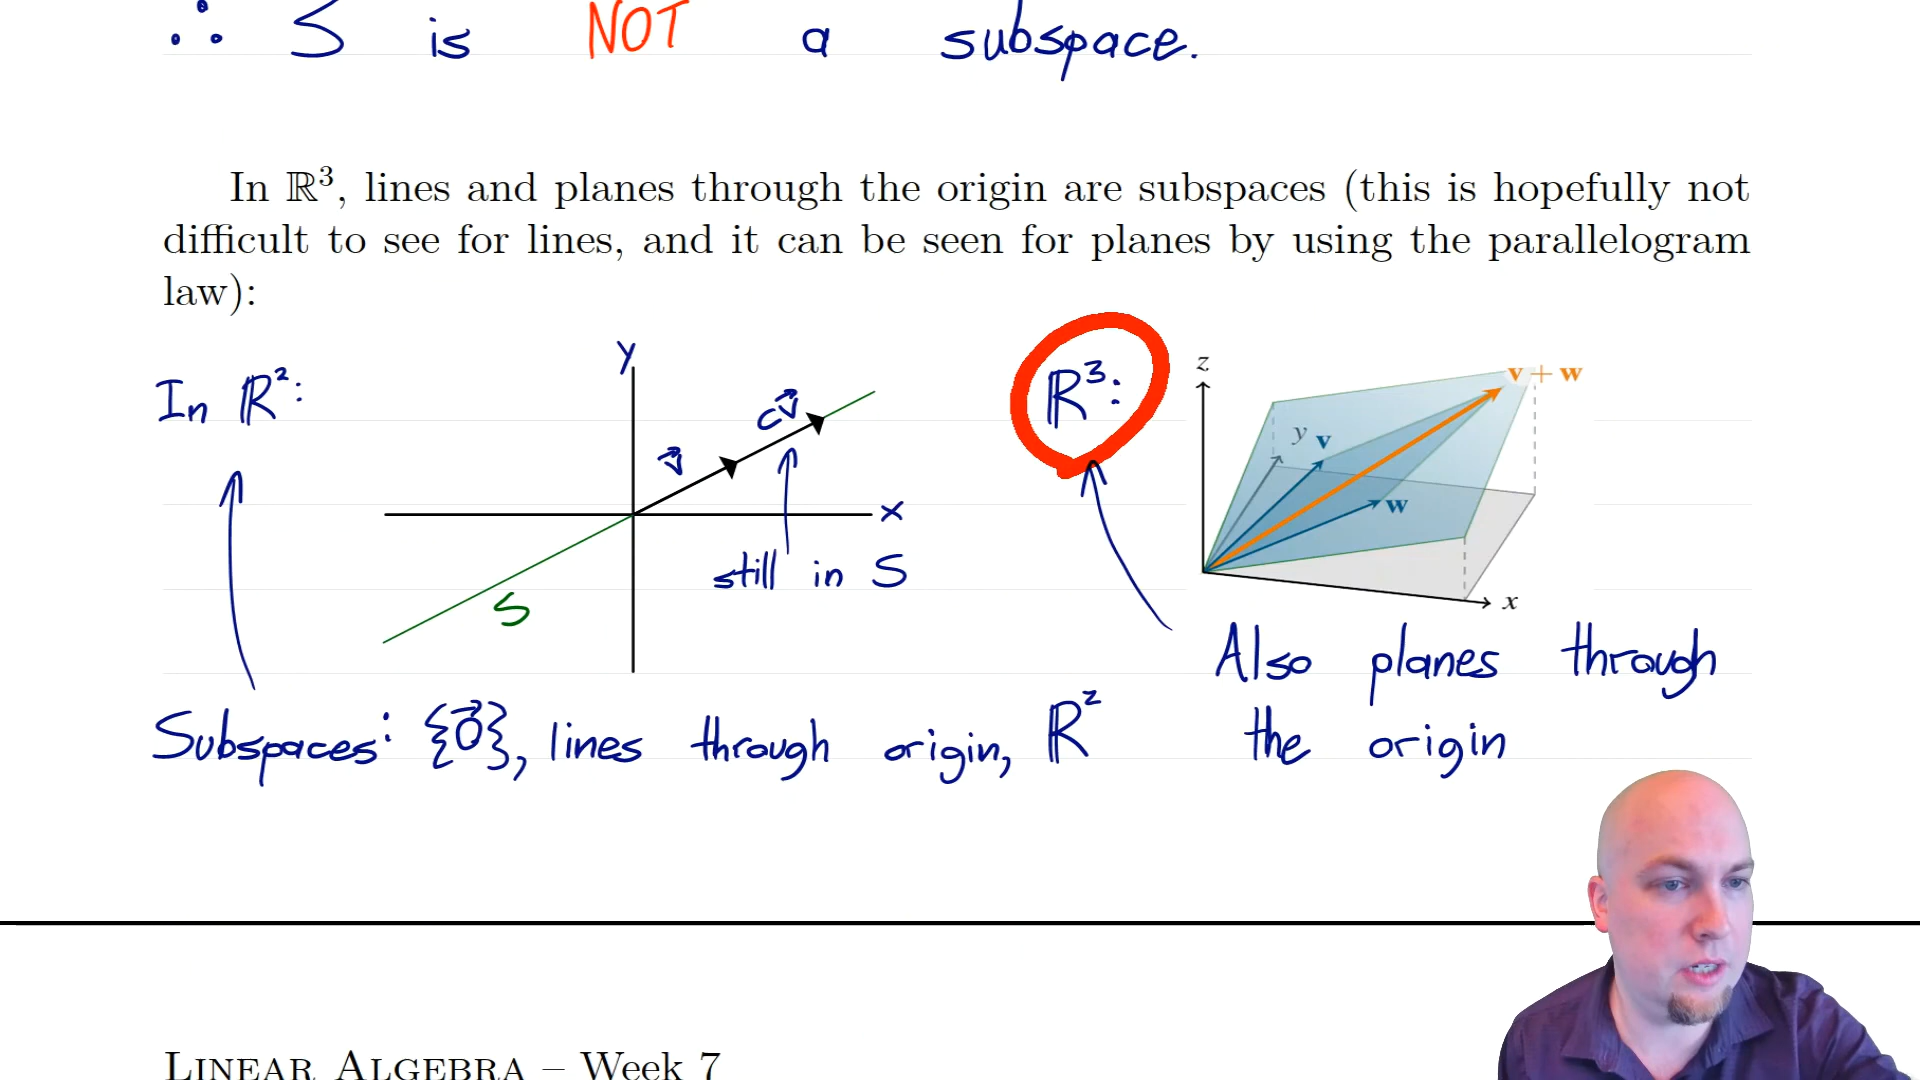 ∴ S is NOT a subspace.
In ℝ³, lines and planes through the origin are subspaces (this is hopefully not
difficult to see for lines, and it can be seen for planes by using the parallelogram
law):
In ℝ²:
y
x
v⃗
cv⃗
still in S
S
ℝ³:
z
y
x
v
w
v + w
Also planes through
the origin
Subspaces: {0⃗}, lines through origin, ℝ²
LINEAR ALGEBRA – Week 7